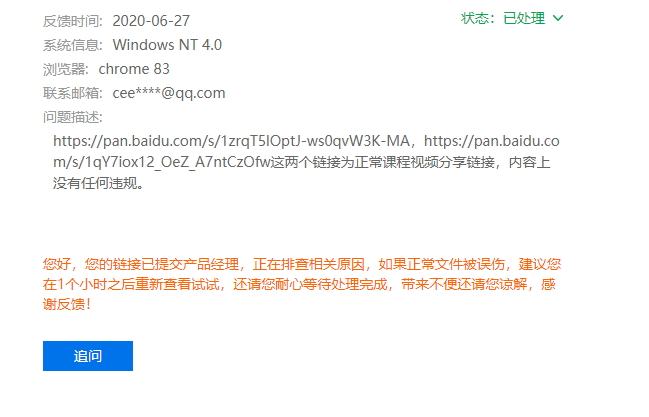 反馈时间: 2020-06-27
状态: 已处理
系统信息: Windows NT 4.0
浏览器: chrome 83
联系邮箱: cee****@qq.com
问题描述:
https://pan.baidu.com/s/1zrqT5IOptJ-ws0qvW3K-MA，https://pan.baidu.co
m/s/1qY7iox12_OeZ_A7ntCzOfw这两个链接为正常课程视频分享链接，内容上
没有任何违规。
您好，您的链接已提交产品经理，正在排查相关原因，如果正常文件被误伤，建议您
在1个小时之后重新查看试试，还请您耐心等待处理完成，带来不便还请您谅解，感
谢反馈！
追问